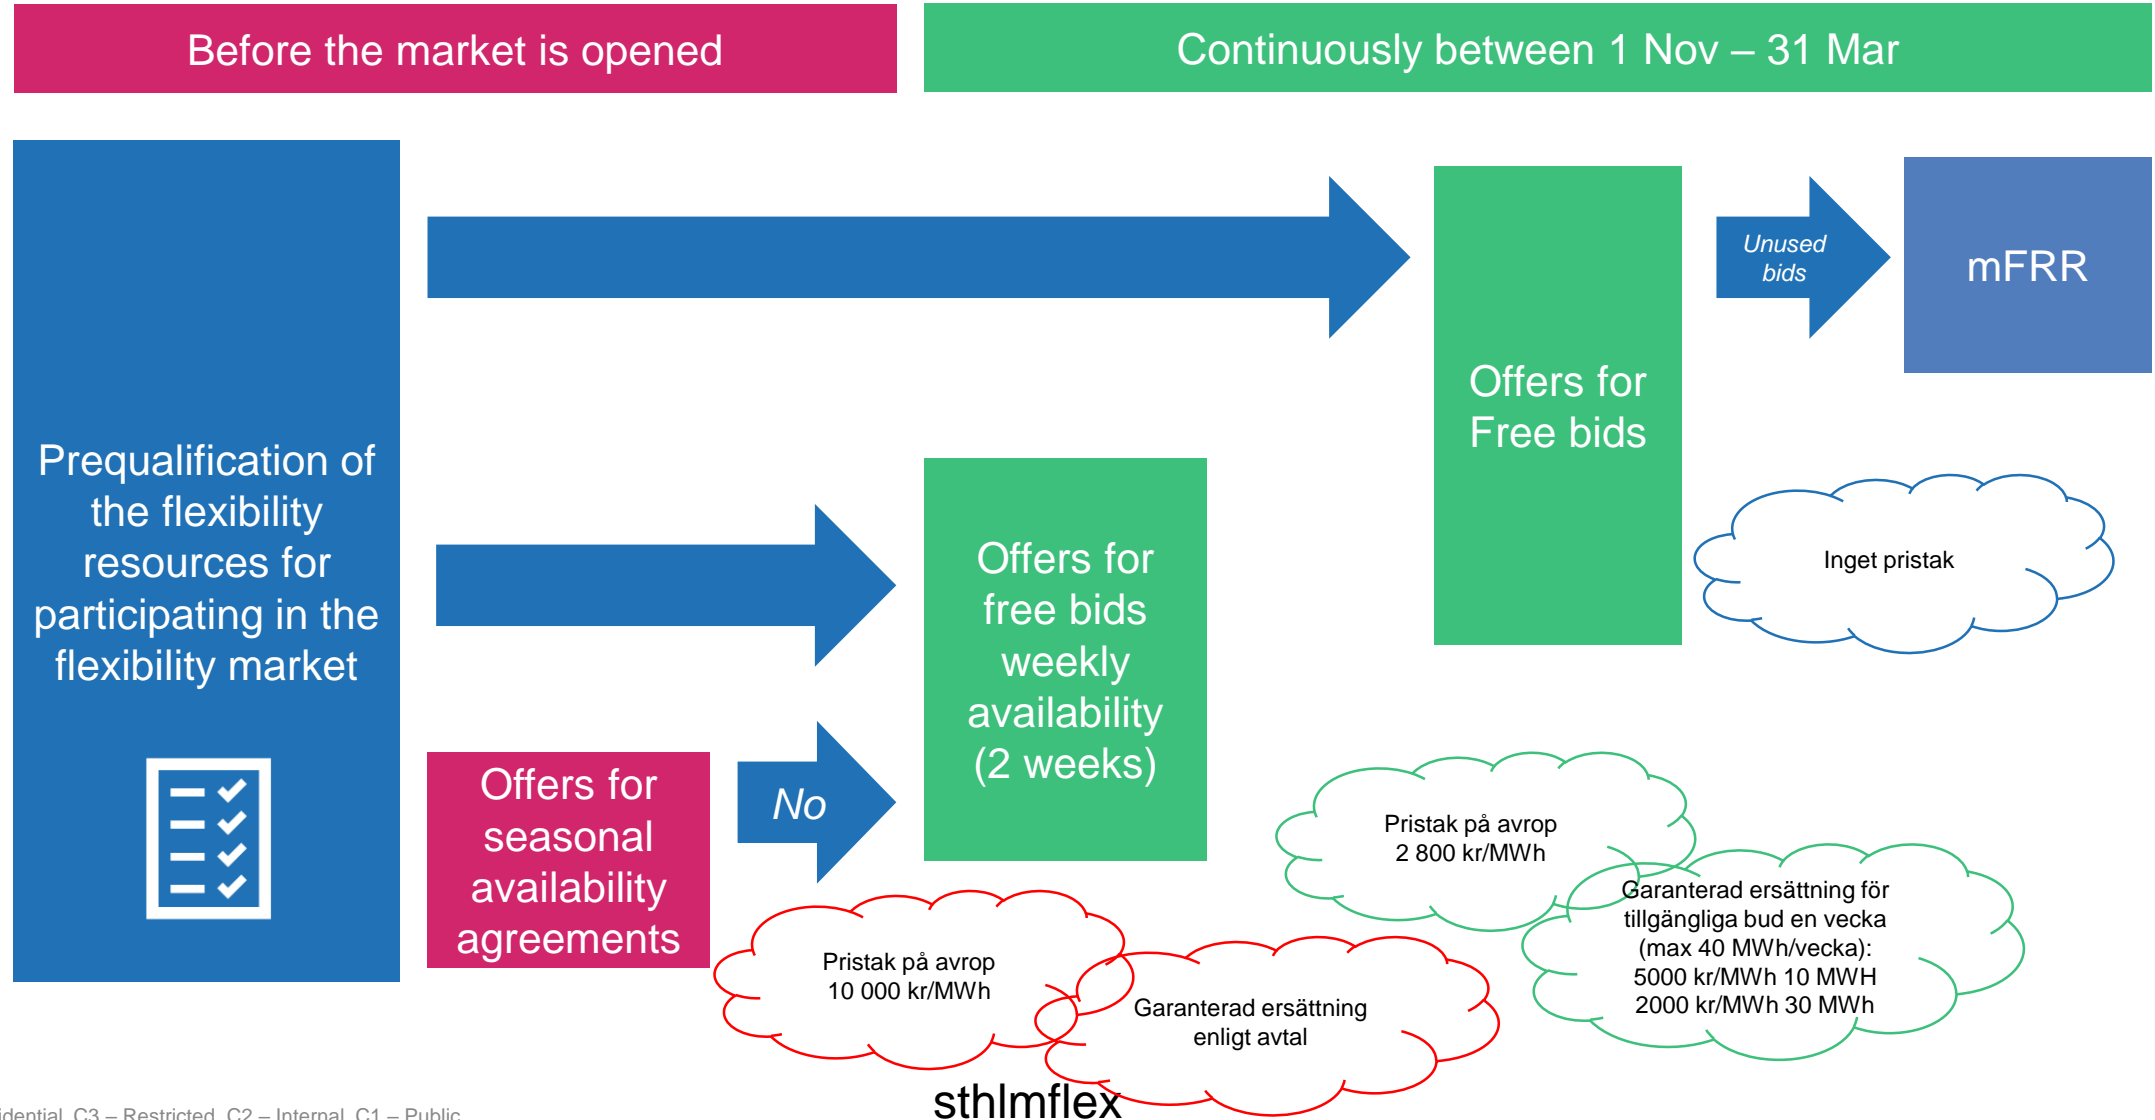 Before the market is opened
Continuously between 1 Nov – 31 Mar
Prequalification of
the flexibility
resources for
participating in the
flexibility market
Offers for
seasonal
availability
agreements
No
Offers for
free bids
weekly
availability
(2 weeks)
Offers for
Free bids
Unused
bids
mFRR
Inget pristak
Pristak på avrop
2 800 kr/MWh
Garanterad ersättning för
tillgängliga bud en vecka
(max 40 MWh/vecka):
5000 kr/MWh 10 MWH
2000 kr/MWh 30 MWh
Pristak på avrop
10 000 kr/MWh
Garanterad ersättning
enligt avtal
sthlmflex
C3 – Restricted, C2 – Internal, C1 – Public